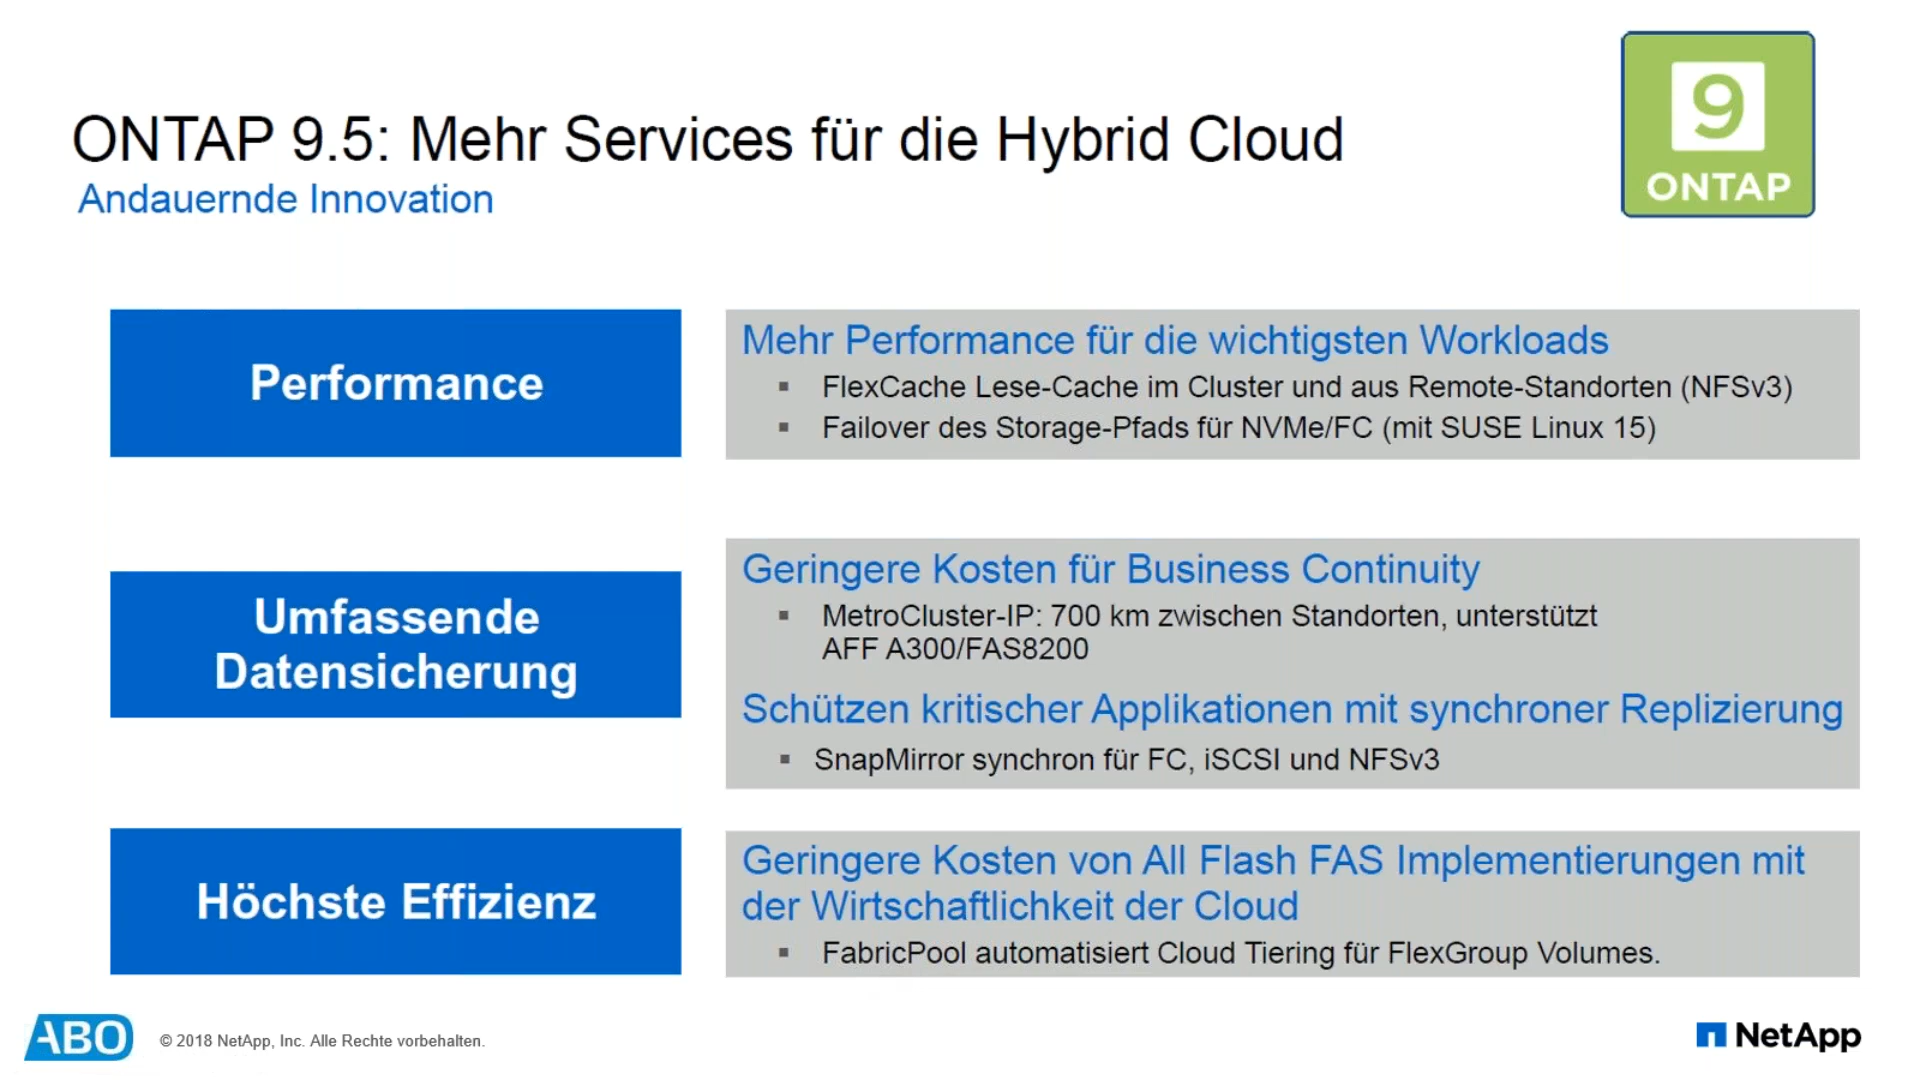 9
ONTAP
ONTAP 9.5: Mehr Services für die Hybrid Cloud
Andauernde Innovation
Performance
Mehr Performance für die wichtigsten Workloads
▪ FlexCache Lese-Cache im Cluster und aus Remote-Standorten (NFSv3)
▪ Failover des Storage-Pfads für NVMe/FC (mit SUSE Linux 15)
Umfassende
Datensicherung
Geringere Kosten für Business Continuity
▪ MetroCluster-IP: 700 km zwischen Standorten, unterstützt
AFF A300/FAS8200
Schützen kritischer Applikationen mit synchroner Replizierung
▪ SnapMirror synchron für FC, iSCSI und NFSv3
Höchste Effizienz
Geringere Kosten von All Flash FAS Implementierungen mit
der Wirtschaftlichkeit der Cloud
▪ FabricPool automatisiert Cloud Tiering für FlexGroup Volumes.
ABO
© 2018 NetApp, Inc. Alle Rechte vorbehalten.
NetApp